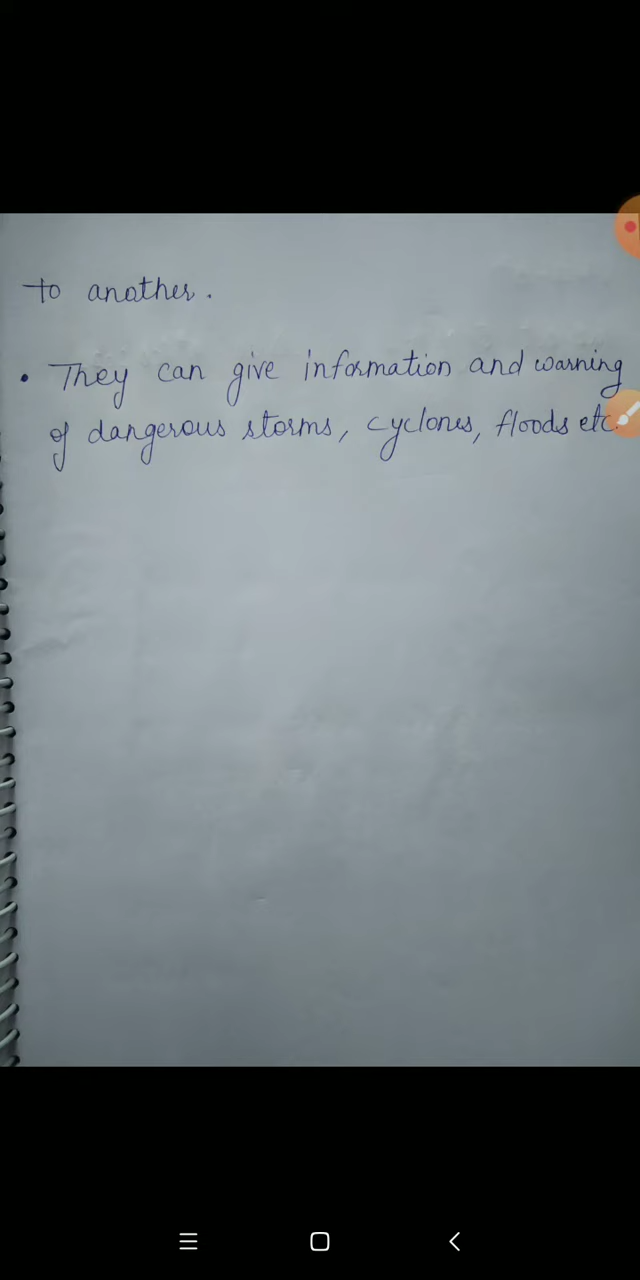 to another.
• They can give information and warning
of dangerous storms, cyclones, floods etc.